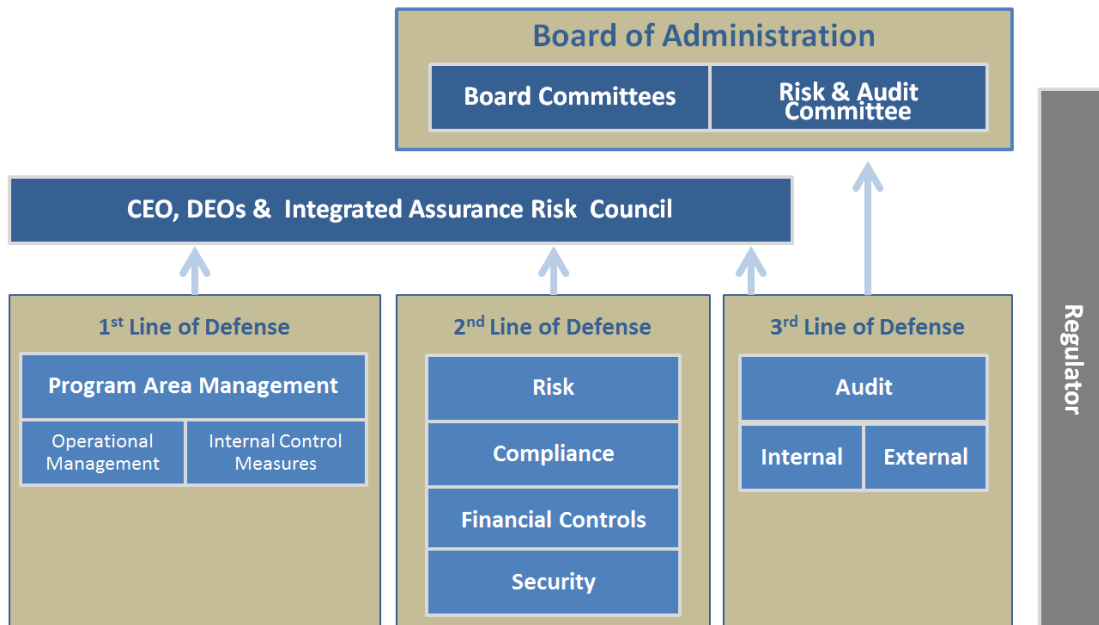 Board of Administration
Board Committees
Risk & Audit
Committee
CEO, DEOs & Integrated Assurance Risk Council
1st Line of Defense
Program Area Management
Operational
Management
Internal Control
Measures
2nd Line of Defense
Risk
Compliance
Financial Controls
Security
3rd Line of Defense
Audit
Internal
External
Regulator